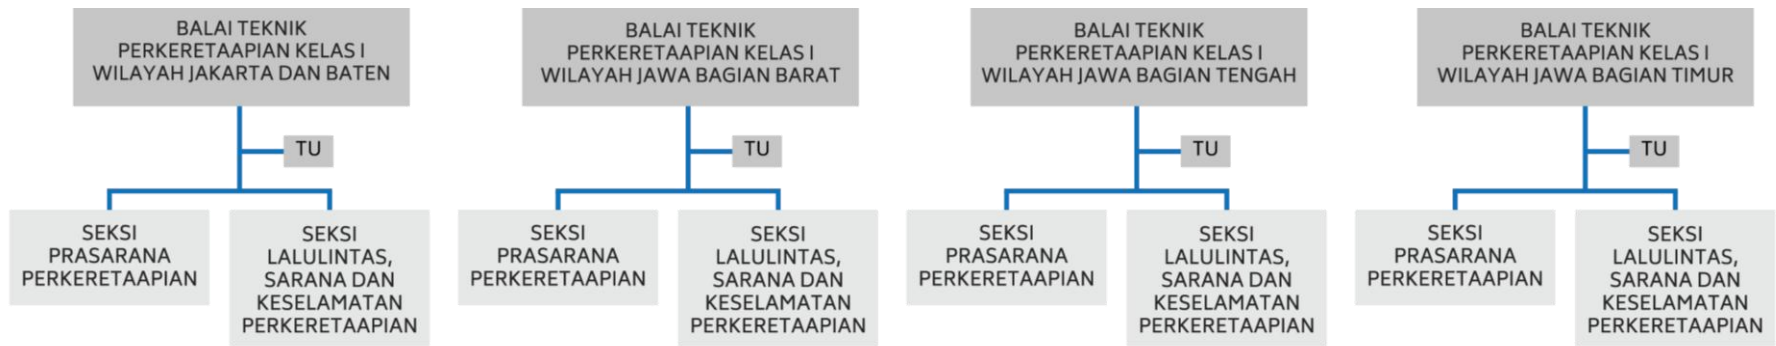 BALAI TEKNIK
PERKERETAAPIAN KELAS I
WILAYAH JAKARTA DAN BATEN
TU
SEKSI
PRASARANA
PERKERETAAPIAN
SEKSI
LALULINTAS,
SARANA DAN
KESELAMATAN
PERKERETAAPIAN
BALAI TEKNIK
PERKERETAAPIAN KELAS I
WILAYAH JAWA BAGIAN BARAT
TU
SEKSI
PRASARANA
PERKERETAAPIAN
SEKSI
LALULINTAS,
SARANA DAN
KESELAMATAN
PERKERETAAPIAN
BALAI TEKNIK
PERKERETAAPIAN KELAS I
WILAYAH JAWA BAGIAN TENGAH
TU
SEKSI
PRASARANA
PERKERETAAPIAN
SEKSI
LALULINTAS,
SARANA DAN
KESELAMATAN
PERKERETAAPIAN
BALAI TEKNIK
PERKERETAAPIAN KELAS I
WILAYAH JAWA BAGIAN TIMUR
TU
SEKSI
PRASARANA
PERKERETAAPIAN
SEKSI
LALULINTAS,
SARANA DAN
KESELAMATAN
PERKERETAAPIAN